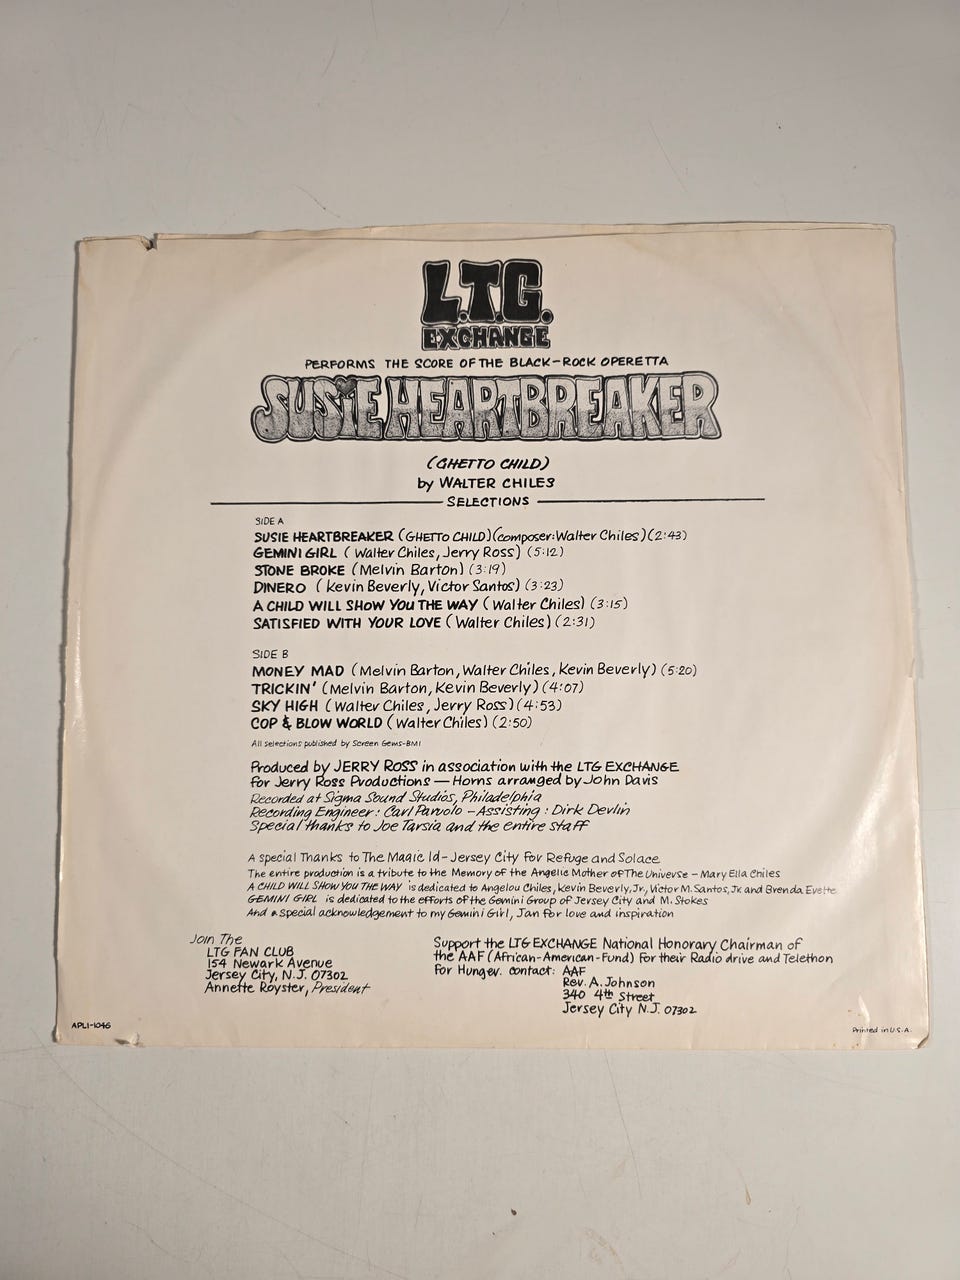 L.T.G.
EXCHANGE
PERFORMS THE SCORE OF THE BLACK-ROCK OPERETTA
SUSIE HEARTBREAKER
(GHETTO CHILD)
by WALTER CHILES
SELECTIONS
SIDE A
SUSIE HEARTBREAKER (GHETTO CHILD)(composer: Walter Chiles)(2:43)
GEMINI GIRL (Walter Chiles, Jerry Ross) (5:12)
STONE BROKE (Melvin Barton) (3:19)
DINERO (Kevin Beverly, Victor Santos) (3:23)
A CHILD WILL SHOW YOU THE WAY (Walter Chiles) (3:15)
SATISFIED WITH YOUR LOVE (Walter Chiles) (2:31)
SIDE B
MONEY MAD (Melvin Barton, Walter Chiles, Kevin Beverly) (5:20)
TRICKIN' (Melvin Barton, Kevin Beverly) (4:07)
SKY HIGH (Walter Chiles, Jerry Ross) (4:53)
COP & BLOW WORLD (Walter Chiles) (2:50)
All selections published by Screen Gems-BMI
Produced by JERRY ROSS in association with the LTG EXCHANGE
for Jerry Ross Productions — Horns arranged by John Davis
Recorded at Sigma Sound Studios, Philadelphia
Recording Engineer: Carl Paruolo - Assisting: Dirk Devlin
Special thanks to Joe Tarsia and the entire staff
A special Thanks to The Magic Id - Jersey City for Refuge and Solace
The entire production is a tribute to the Memory of the Angelic Mother of The Universe - Mary Ella Chiles
A CHILD WILL SHOW YOU THE WAY is dedicated to Angelou Chiles, Kevin Beverly, Jr., Victor M. Santos, Jr. and Brenda Evette
GEMINI GIRL is dedicated to the efforts of the Gemini Group of Jersey City and M. Stokes
And a special acknowledgement to my Gemini Girl, Jan for love and inspiration
Join The
LTG FAN CLUB
154 Newark Avenue
Jersey City, N.J. 07302
Annette Royster, President
Support the LTG EXCHANGE National Honorary Chairman of
the AAF (African-American-Fund) for their Radio drive and Telethon
for Hunger. contact: AAF
Rev. A. Johnson
340 4th Street
Jersey City N.J. 07302
APL1-1046
Printed in U.S.A.